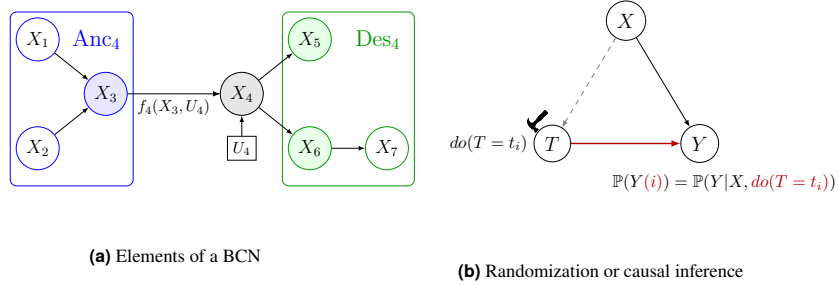 X₁ Anc₄
X₅ Des₄
X₃ f₄(X₃, U₄) X₄
X₂ U₄ X₆ X₇
(a) Elements of a BCN
X
do(T = tᵢ) T Y
ℙ(Y(i)) = ℙ(Y|X, do(T = tᵢ))
(b) Randomization or causal inference